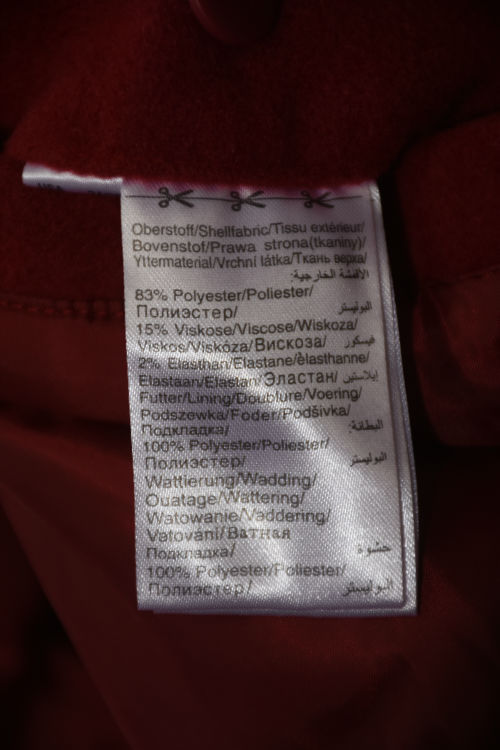 Oberstoff/Shellfabric/Tissu extérieur/
Bovenstof/Prawa strona(tkaniny)/
Yttermaterial/Vrchní látka/Ткань верха/
الأقمشة الخارجية:
83% Polyester/Poliester/
Полиэстер/ البوليستر
15% Viskose/Viscose/Wiskoza/
Viskos/Viskóza/Вискоза/ فيسكوز
2% Elasthan/Elastane/èlasthanne/
Elastaan/Elastan/Эластан/ إيلاستين
Futter/Lining/Doublure/Voering/
Podszewka/Foder/Podšívka/
Подкладка/ البطانة:
100% Polyester/Poliester/
Полиэстер/ البوليستر
Wattierung/Wadding/
Ouatage/Wattering/
Watowanie/Vaddering/
Vatování/Ватная
Подкладка/ حشوة
100% Polyester/Poliester/
Полиэстер/ البوليستر